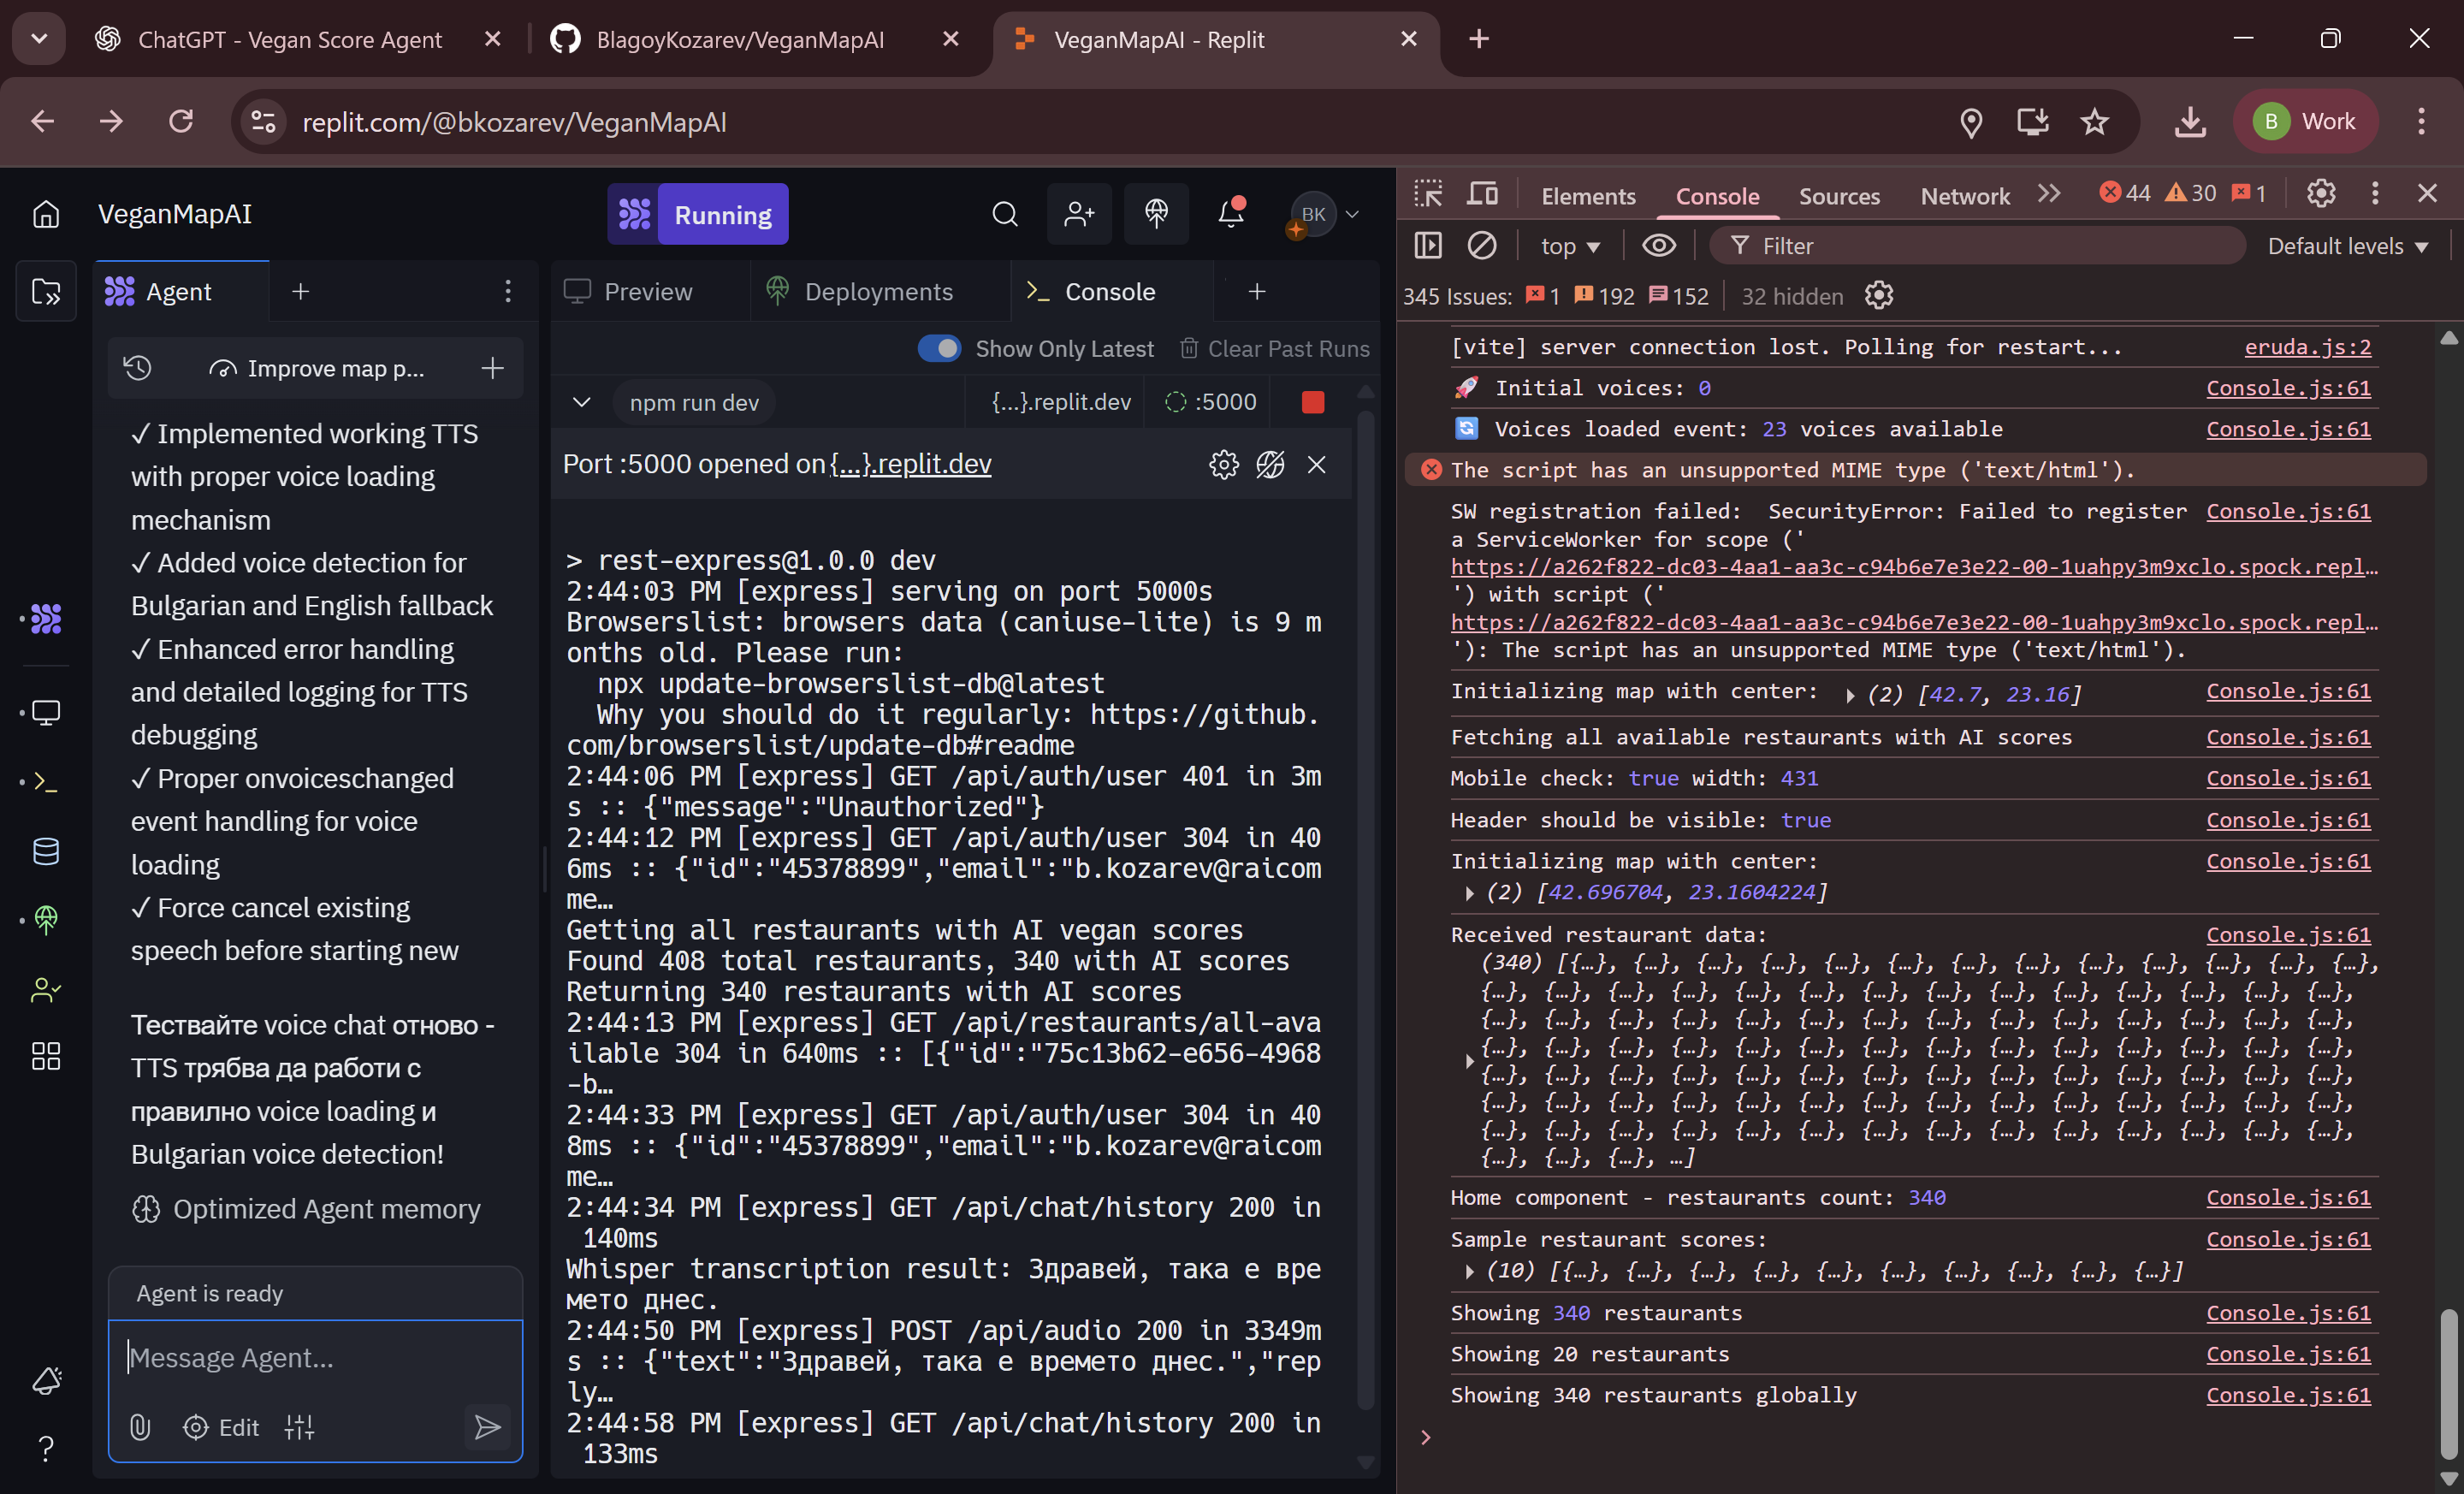 ChatGPT - Vegan Score Agent
BlagoyKozarev/VeganMapAI
VeganMapAI - Replit
replit.com/@bkozarev/VeganMapAI
B Work
VeganMapAI
Running
BK
Agent
Improve map p...
✓ Implemented working TTS
with proper voice loading
mechanism
✓ Added voice detection for
Bulgarian and English fallback
✓ Enhanced error handling
and detailed logging for TTS
debugging
✓ Proper onvoiceschanged
event handling for voice
loading
✓ Force cancel existing
speech before starting new
Тествайте voice chat отново -
TTS трябва да работи с
правилно voice loading и
Bulgarian voice detection!
Optimized Agent memory
Agent is ready
Message Agent...
Edit
Preview
Deployments
Console
Show Only Latest
Clear Past Runs
npm run dev
{...}.replit.dev
:5000
Port :5000 opened on {...}.replit.dev
> rest-express@1.0.0 dev
2:44:03 PM [express] serving on port 5000s
Browserslist: browsers data (caniuse-lite) is 9 m
onths old. Please run:
npx update-browserslist-db@latest
Why you should do it regularly: https://github.
com/browserslist/update-db#readme
2:44:06 PM [express] GET /api/auth/user 401 in 3m
s :: {"message":"Unauthorized"}
2:44:12 PM [express] GET /api/auth/user 304 in 40
6ms :: {"id":"45378899","email":"b.kozarev@raicom
me…
Getting all restaurants with AI vegan scores
Found 408 total restaurants, 340 with AI scores
Returning 340 restaurants with AI scores
2:44:13 PM [express] GET /api/restaurants/all-ava
ilable 304 in 640ms :: [{"id":"75c13b62-e656-4968
-b…
2:44:33 PM [express] GET /api/auth/user 304 in 40
8ms :: {"id":"45378899","email":"b.kozarev@raicom
me…
2:44:34 PM [express] GET /api/chat/history 200 in
140ms
Whisper transcription result: Здравей, така е вре
мето днес.
2:44:50 PM [express] POST /api/audio 200 in 3349m
s :: {"text":"Здравей, така е времето днес.","rep
ly…
2:44:58 PM [express] GET /api/chat/history 200 in
133ms
Elements
Console
Sources
Network
44
30
1
top
Filter
Default levels
345 Issues: 1 192 152
32 hidden
[vite] server connection lost. Polling for restart... eruda.js:2
🚀 Initial voices: 0 Console.js:61
🔄 Voices loaded event: 23 voices available Console.js:61
The script has an unsupported MIME type ('text/html').
SW registration failed: SecurityError: Failed to register Console.js:61
a ServiceWorker for scope ('
https://a262f822-dc03-4aa1-aa3c-c94b6e7e3e22-00-1uahpy3m9xclo.spock.repl…
') with script ('
https://a262f822-dc03-4aa1-aa3c-c94b6e7e3e22-00-1uahpy3m9xclo.spock.repl…
'): The script has an unsupported MIME type ('text/html').
Initializing map with center: (2) [42.7, 23.16] Console.js:61
Fetching all available restaurants with AI scores Console.js:61
Mobile check: true width: 431 Console.js:61
Header should be visible: true Console.js:61
Initializing map with center: Console.js:61
(2) [42.696704, 23.1604224]
Received restaurant data: Console.js:61
(340) [{…}, {…}, {…}, {…}, {…}, {…}, {…}, {…}, {…}, {…}, {…}, {…}, {…},
{…}, {…}, {…}, {…}, {…}, {…}, {…}, {…}, {…}, {…}, {…}, {…}, {…}, {…},
{…}, {…}, {…}, {…}, {…}, {…}, {…}, {…}, {…}, {…}, {…}, {…}, {…}, {…},
{…}, {…}, {…}, {…}, {…}, {…}, {…}, {…}, {…}, {…}, {…}, {…}, {…}, {…},
{…}, {…}, {…}, {…}, {…}, {…}, {…}, {…}, {…}, {…}, {…}, {…}, {…}, {…},
{…}, {…}, {…}, {…}, {…}, {…}, {…}, {…}, {…}, {…}, {…}, {…}, {…}, {…},
{…}, {…}, {…}, {…}, {…}, {…}, {…}, {…}, {…}, {…}, {…}, {…}, {…}, {…},
{…}, {…}, {…}, …]
Home component - restaurants count: 340 Console.js:61
Sample restaurant scores: Console.js:61
(10) [{…}, {…}, {…}, {…}, {…}, {…}, {…}, {…}, {…}, {…}]
Showing 340 restaurants Console.js:61
Showing 20 restaurants Console.js:61
Showing 340 restaurants globally Console.js:61